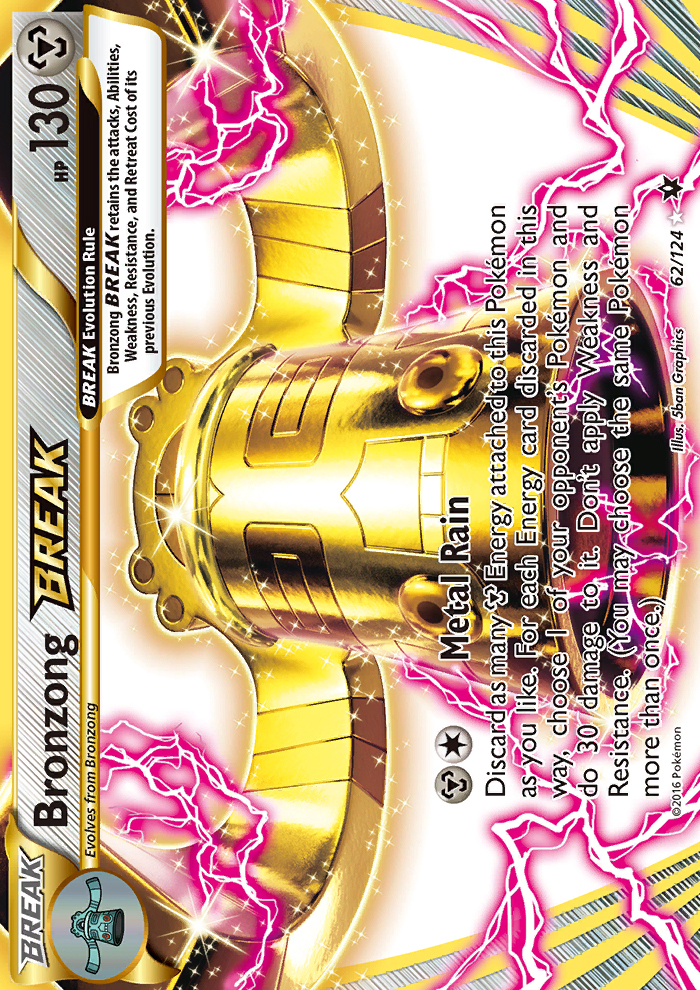 BREAK
Bronzong BREAK
HP 130
Evolves from Bronzong
BREAK Evolution Rule
Bronzong BREAK retains the attacks, Abilities,
Weakness, Resistance, and Retreat Cost of its
previous Evolution.
Metal Rain
Discard as many Energy attached to this Pokémon
as you like. For each Energy card discarded in this
way, choose 1 of your opponent's Pokémon and
do 30 damage to it. Don't apply Weakness and
Resistance. (You may choose the same Pokémon
more than once.)
Illus. 5ban Graphics
©2016 Pokémon
62/124